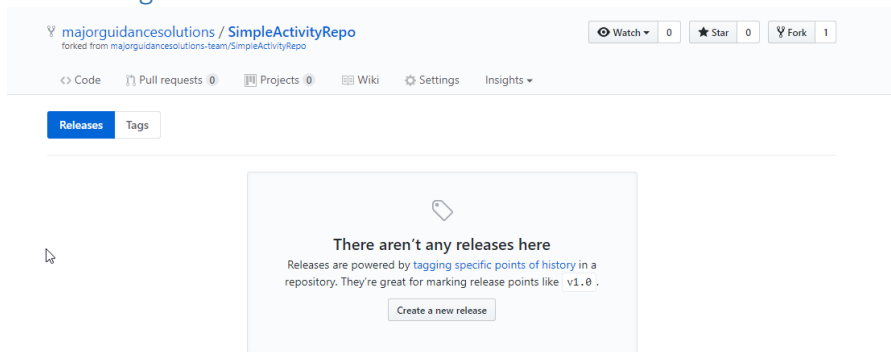 majorguidancesolutions / SimpleActivityRepo
forked from majorguidancesolutions-team/SimpleActivityRepo
Watch 0 Star 0 Fork 1
Code Pull requests 0 Projects 0 Wiki Settings Insights
Releases Tags
There aren't any releases here
Releases are powered by tagging specific points of history in a
repository. They're great for marking release points like v1.0 .
Create a new release